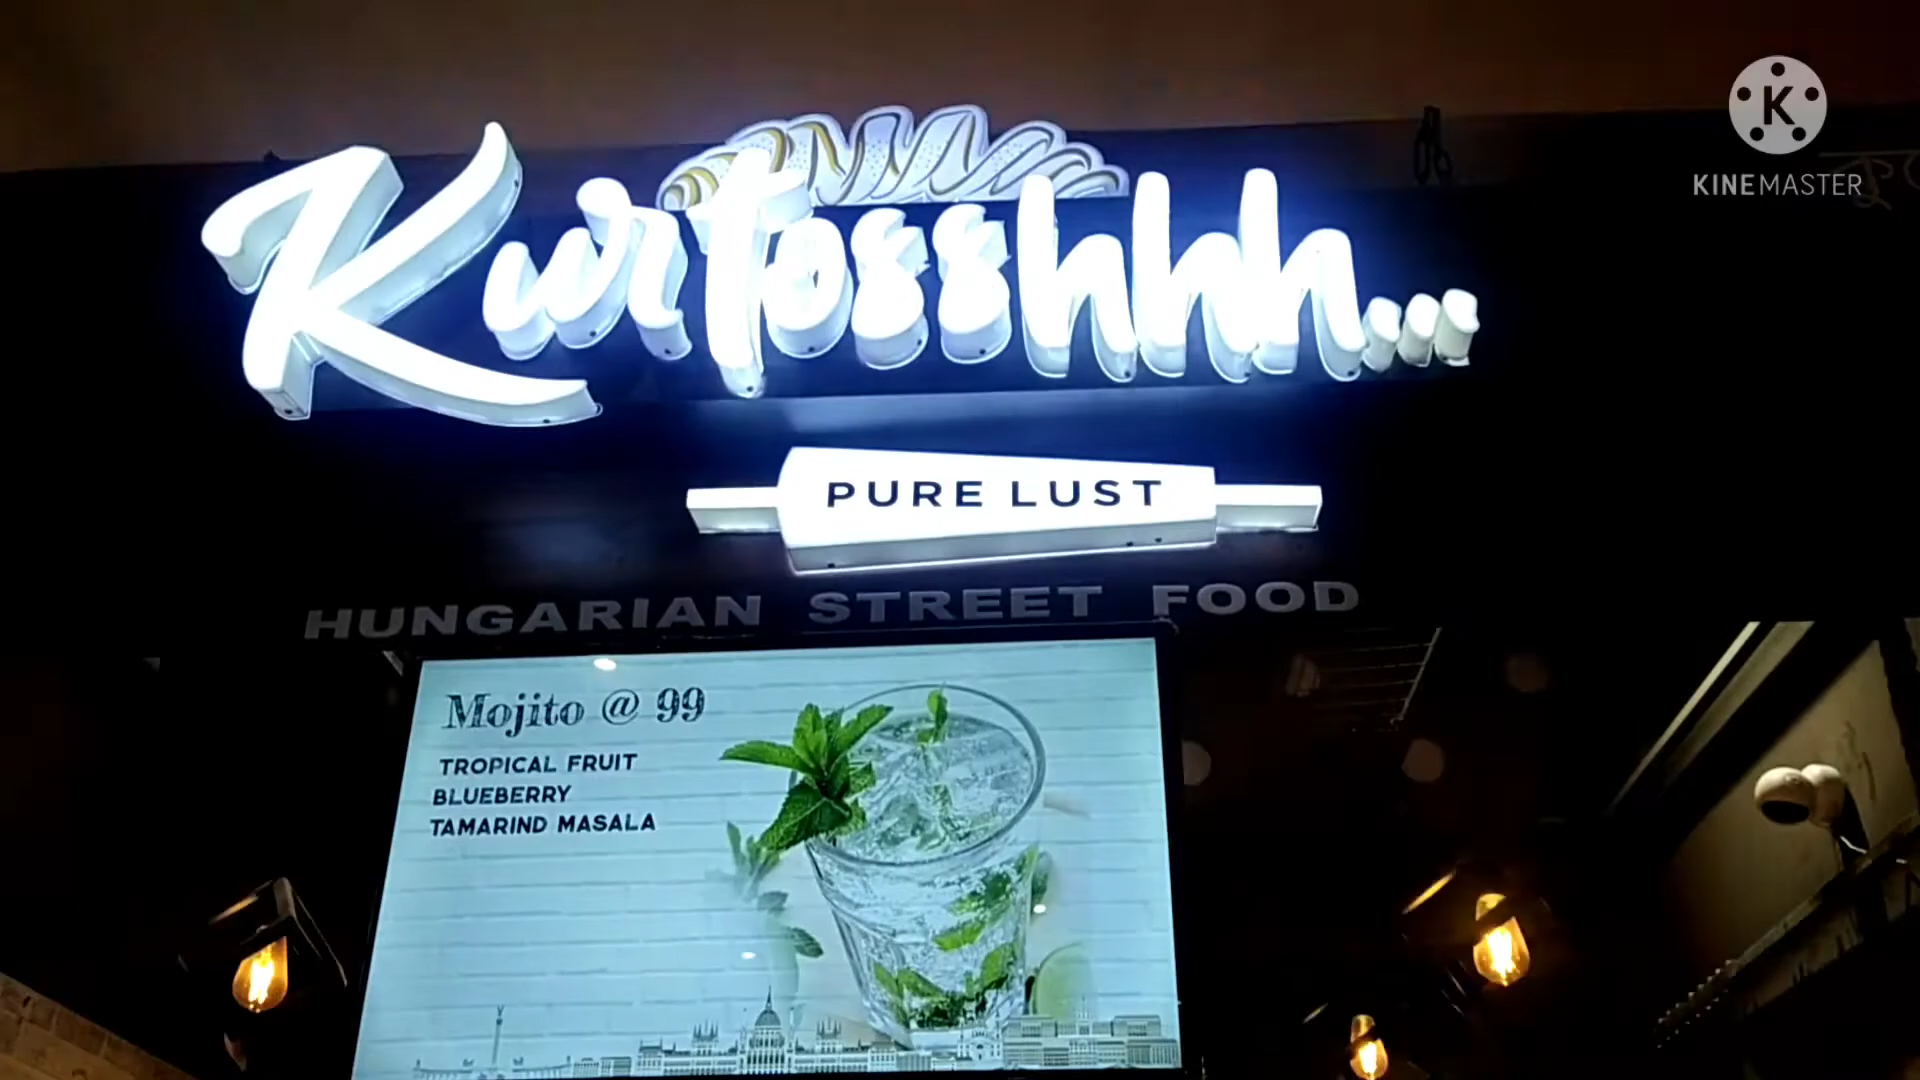 K
KINEMASTER
Kurtosshhh...
PURE LUST
HUNGARIAN STREET FOOD
Mojito @ 99
TROPICAL FRUIT
BLUEBERRY
TAMARIND MASALA